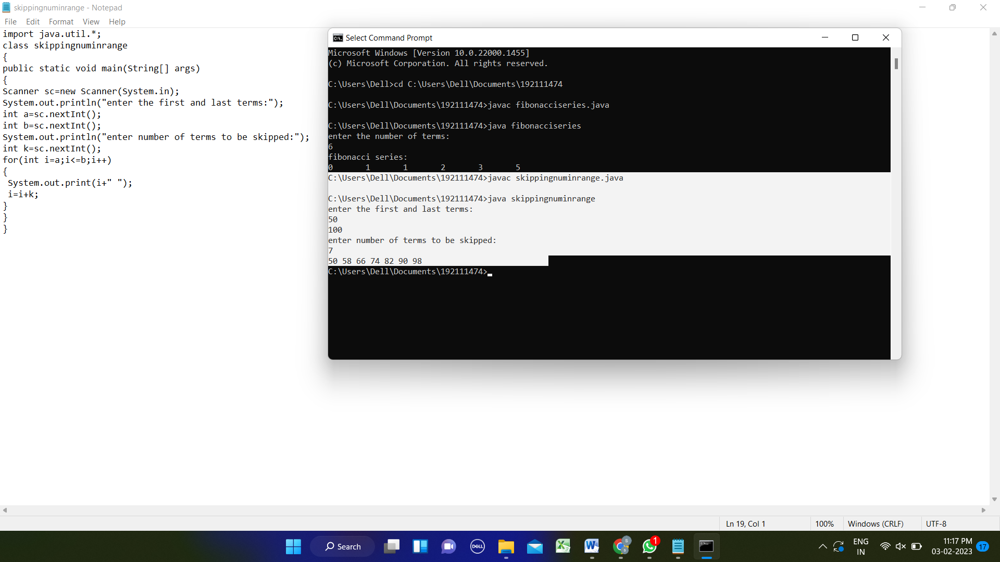 skippingnuminrange - Notepad
File Edit Format View Help
import java.util.*;
class skippingnuminrange
{
public static void main(String[] args)
{
Scanner sc=new Scanner(System.in);
System.out.println("enter the first and last terms:");
int a=sc.nextInt();
int b=sc.nextInt();
System.out.println("enter number of terms to be skipped:");
int k=sc.nextInt();
for(int i=a;i<=b;i++)
{
 System.out.print(i+" ");
 i=i+k;
}
}
}
Select Command Prompt
Microsoft Windows [Version 10.0.22000.1455]
(c) Microsoft Corporation. All rights reserved.
C:\Users\Dell>cd C:\Users\Dell\Documents\192111474
C:\Users\Dell\Documents\192111474>javac fibonacciseries.java
C:\Users\Dell\Documents\192111474>java fibonacciseries
enter the number of terms:
6
fibonacci series:
0 1 1 2 3 5
C:\Users\Dell\Documents\192111474>javac skippingnuminrange.java
C:\Users\Dell\Documents\192111474>java skippingnuminrange
enter the first and last terms:
50
100
enter number of terms to be skipped:
7
50 58 66 74 82 90 98
C:\Users\Dell\Documents\192111474>
Ln 19, Col 1 100% Windows (CRLF) UTF-8
Search
DELL
1
ENG
IN
11:17 PM
03-02-2023
17